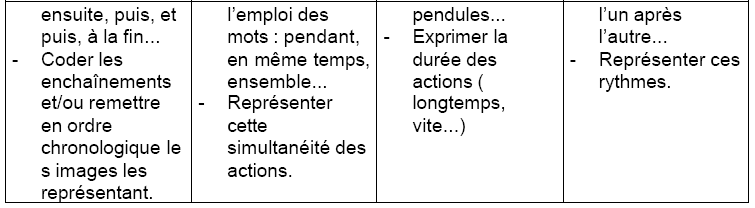 ensuite, puis, et
puis, à la fin...
- Coder les
enchaînements
et/ou remettre
en ordre
chronologique le
s images les
représentant.
l'emploi des
mots : pendant,
en même temps,
ensemble...
- Représenter
cette
simultanéité des
actions.
pendules...
- Exprimer la
durée des
actions (
longtemps,
vite...)
l'un après
l'autre...
- Représenter ces
rythmes.